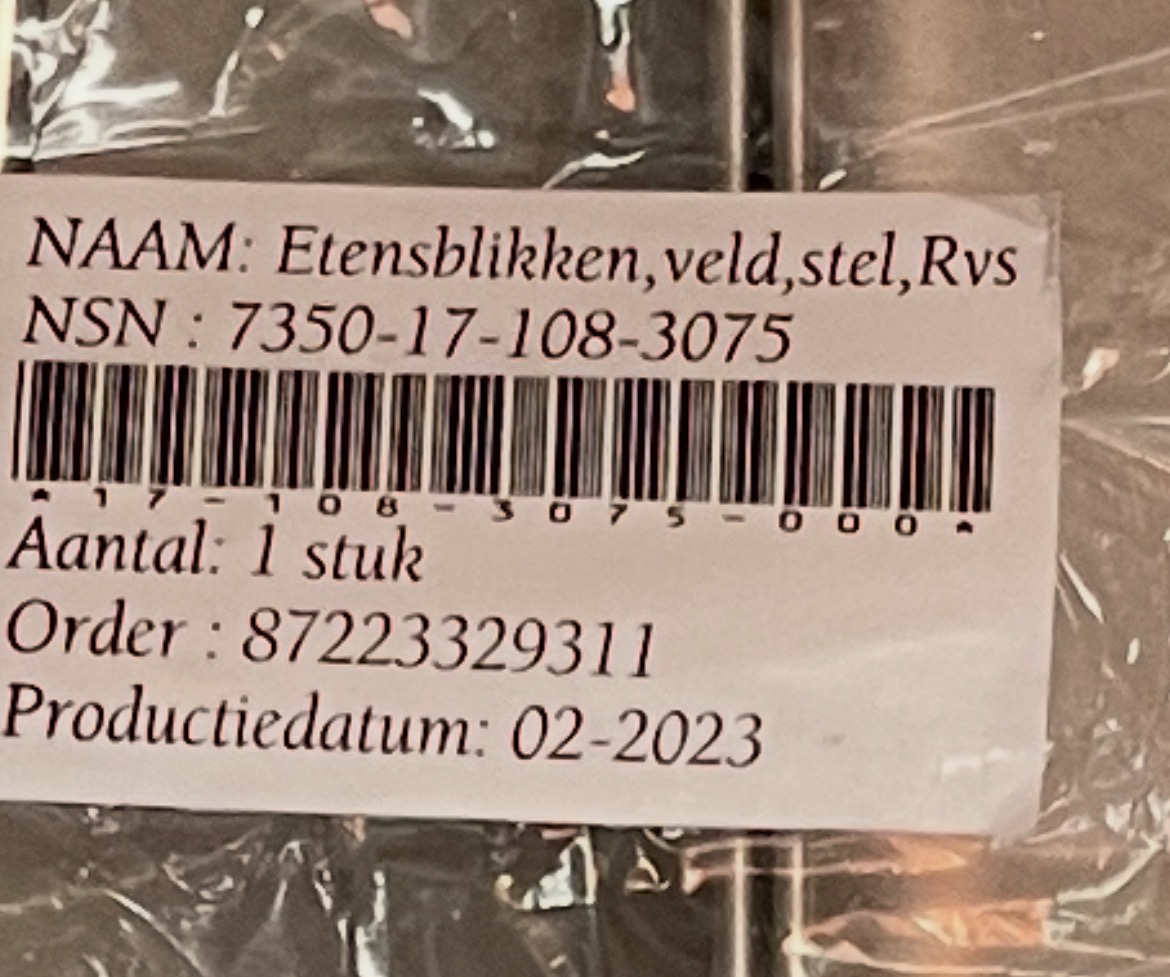 NAAM: Etensblikken,veld,stel,Rvs
NSN : 7350-17-108-3075
*17-108-3075-000*
Aantal: 1 stuk
Order : 87223329311
Productiedatum: 02-2023